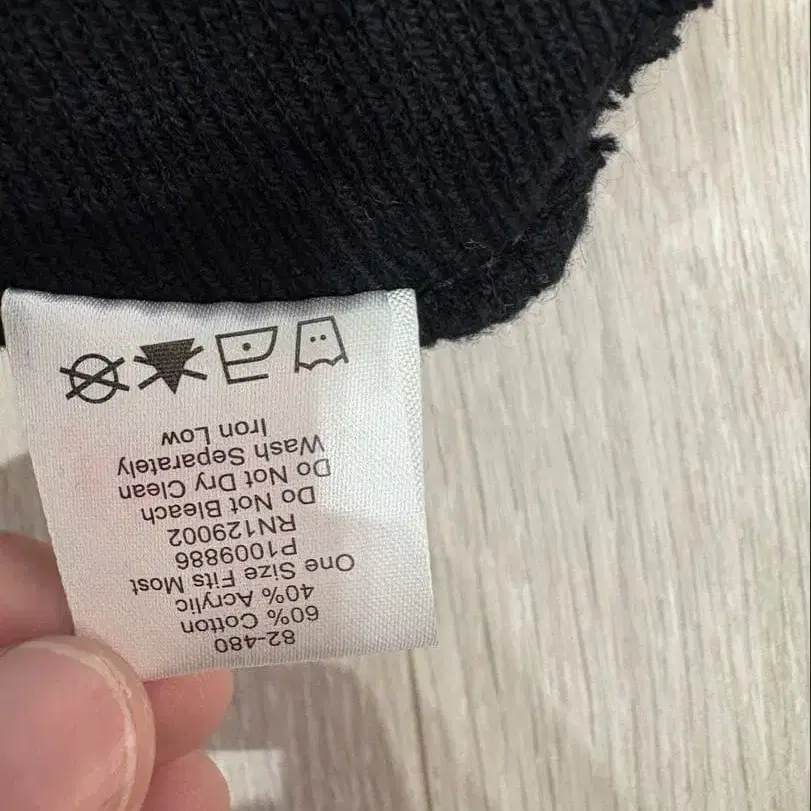 82-480
60% Cotton
40% Acrylic
One Size Fits Most
P1009886
RN129002
Do Not Bleach
Do Not Dry Clean
Wash Separately
Iron Low